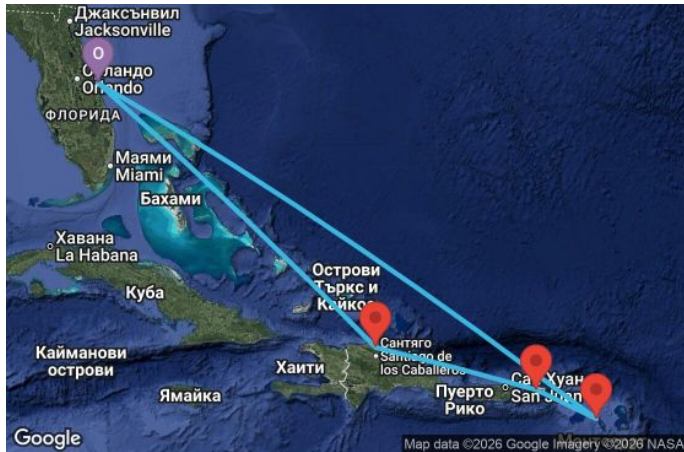 Джаксънвил
Jacksonville
O
Орландо
Orlando
ФЛОРИДА
Маями
Miami
Бахами
Хавана
La Habana
Острови
Търкс и
Кайкос
Куба
Сантяго
Santiago de
los Caballeros
Кайманови
острови
Хаити
Сан Хуан
San Juan
Пуерто
Рико
Ямайка
Google
Map data ©2026 Google Imagery ©2026 NASA